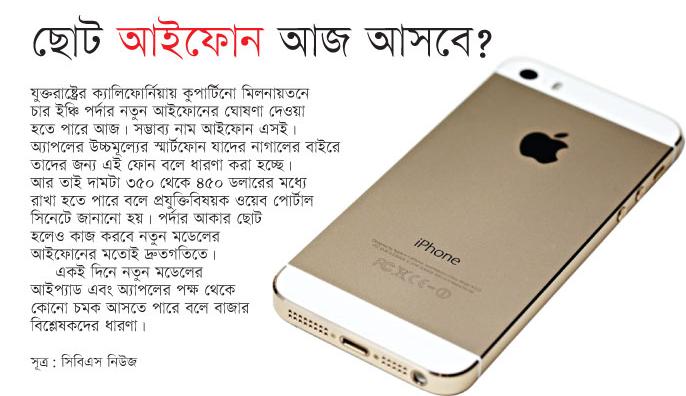 ছোট আইফোন আজ আসবে?
যুক্তরাষ্ট্রের ক্যালিফোর্নিয়ায় কুপার্টিনো মিলনায়তনে
চার ইঞ্চি পর্দার নতুন আইফোনের ঘোষণা দেওয়া
হতে পারে আজ। সম্ভাব্য নাম আইফোন এসই।
অ্যাপলের উচ্চমূল্যের স্মার্টফোন যাদের নাগালের বাইরে
তাদের জন্য এই ফোন বলে ধারণা করা হচ্ছে।
আর তাই দামটা ৩৫০ থেকে ৪৫০ ডলারের মধ্যে
রাখা হতে পারে বলে প্রযুক্তিবিষয়ক ওয়েব পোর্টাল
সিনেটে জানানো হয়। পর্দার আকার ছোট
হলেও কাজ করবে নতুন মডেলের
আইফোনের মতোই দ্রুতগতিতে।
একই দিনে নতুন মডেলের
আইপ্যাড এবং অ্যাপলের পক্ষ থেকে
কোনো চমক আসতে পারে বলে বাজার
বিশ্লেষকদের ধারণা।
সূত্র : সিবিএস নিউজ
iPhone